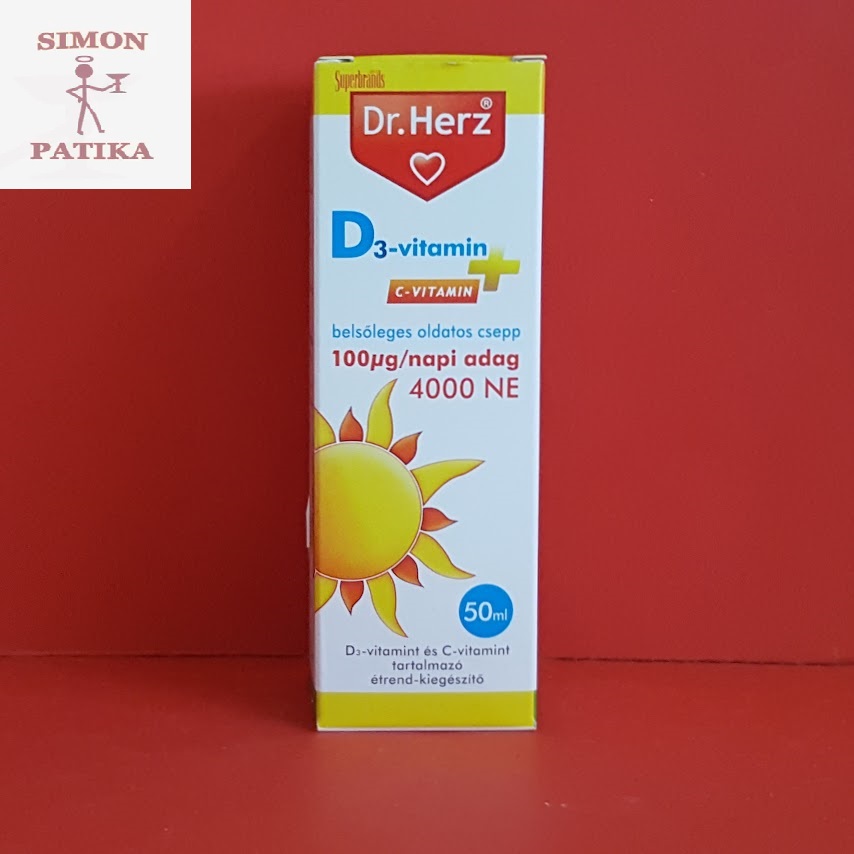 SIMON
PATIKA
Superbrands
Dr.Herz®
D3-vitamin
+
C-VITAMIN
belsőleges oldatos csepp
100µg/napi adag
4000 NE
50ml
D3-vitamint és C-vitamint
tartalmazó
étrend-kiegészítő